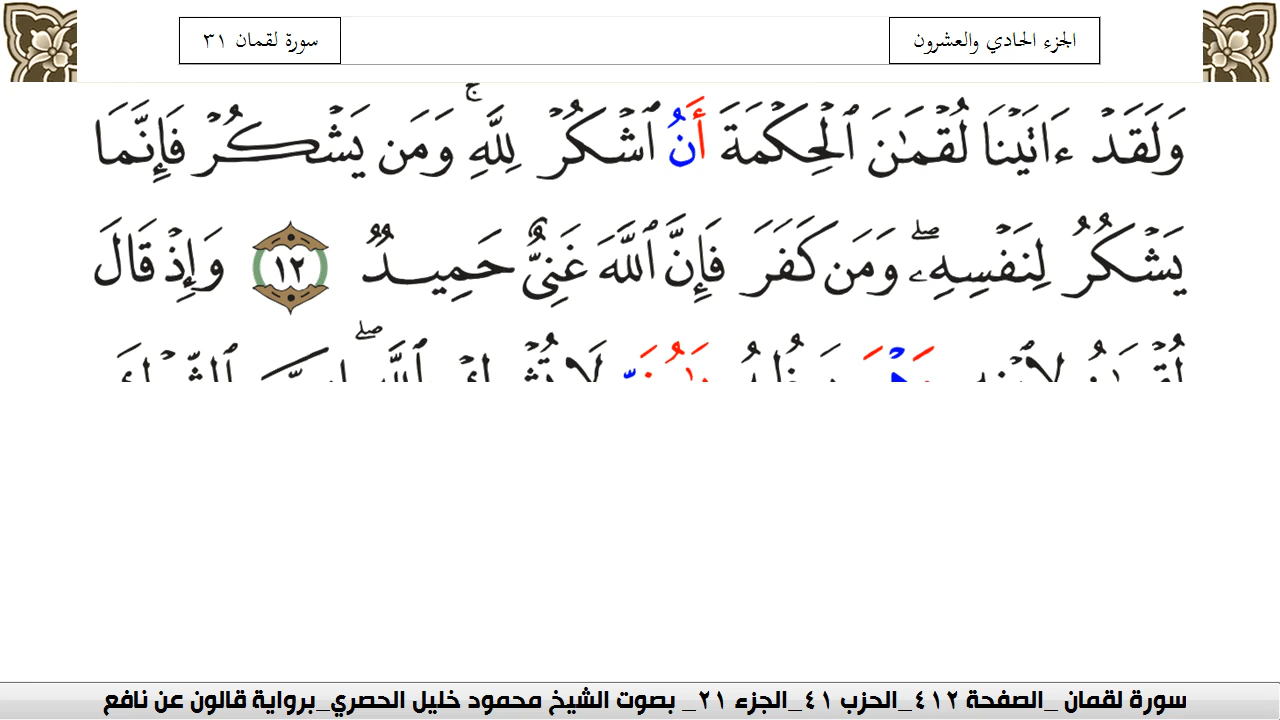 الجزء الحادي والعشرون
سورة لقمان ٣١
وَلَقَدْ ءَاتَيْنَا لُقْمَٰنَ ٱلْحِكْمَةَ أَنُ ٱشْكُرْ لِلَّهِۚ وَمَن يَشْكُرْ فَإِنَّمَا
يَشْكُرُ لِنَفْسِهِۦۖ وَمَن كَفَرَ فَإِنَّ ٱللَّهَ غَنِىٌّ حَمِيدٌ ١٢ وَإِذْ قَالَ
سورة لقمان _الصفحة ٤١٢_الحزب ٤١_الجزء ٢١_ بصوت الشيخ محمود خليل الحصري_برواية قالون عن نافع